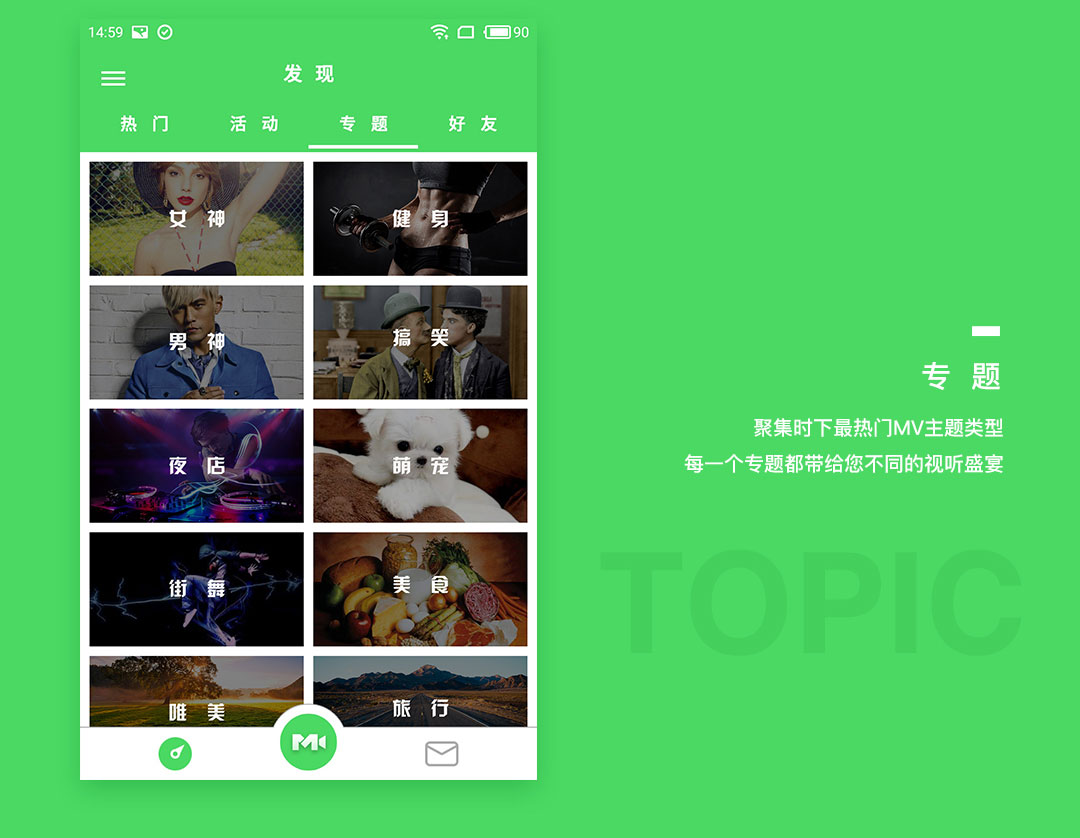 14:59 90
发现
热门 活动 专题 好友
女神 健身
男神 搞笑
夜店 萌宠
街舞 美食
唯美 旅行
专题
聚集时下最热门MV主题类型
每一个专题都带给您不同的视听盛宴
TOPIC